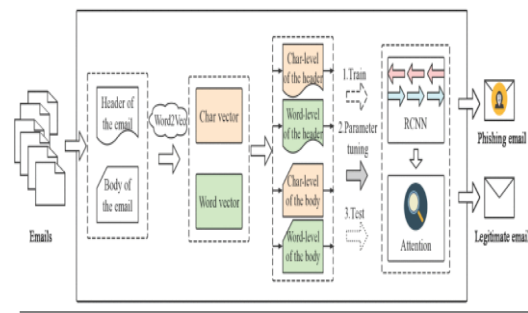 Emails
Header of
the email
Body of
the email
Word2Vec
Char vector
Word vector
Char-level
of the header
Word-level
of the header
Char-level
of the body
Word-level
of the body
1.Train
2.Parameter
tuning
3.Test
RCNN
Attention
Phishing email
Legitimate email